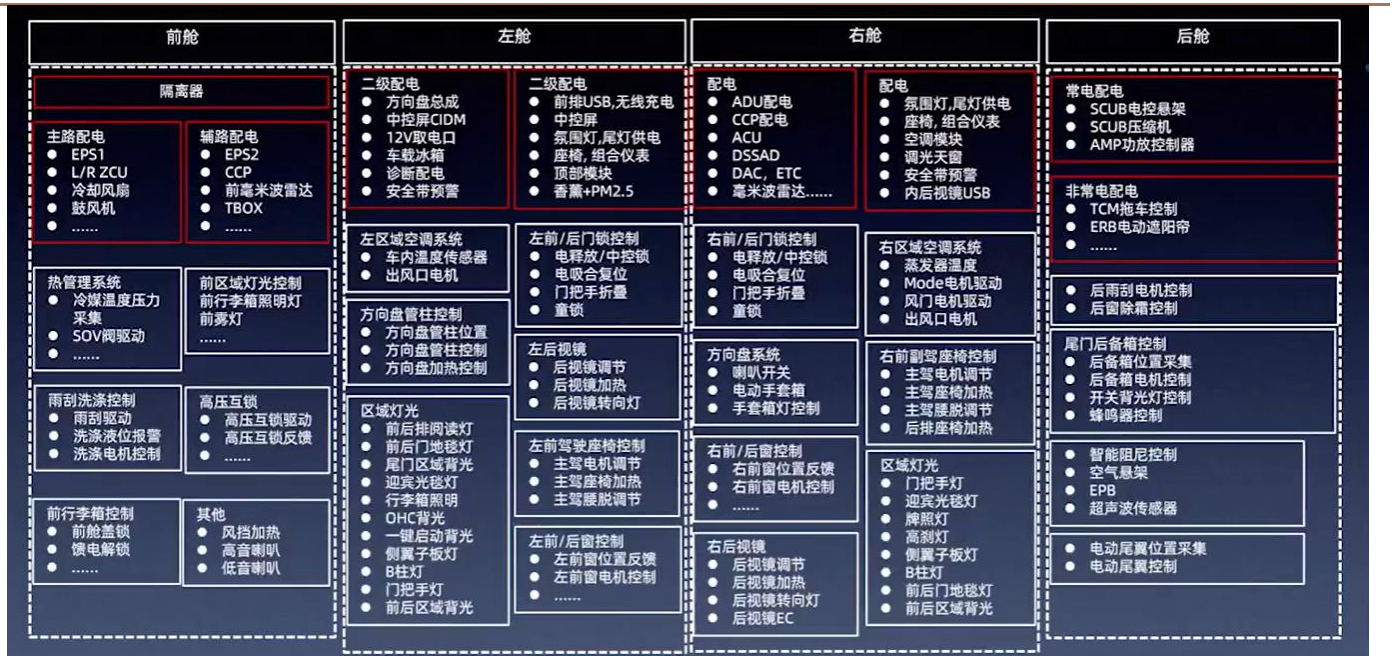 前舱
隔离器
主路配电
EPS1
L/R ZCU
冷却风扇
鼓风机
......
辅路配电
EPS2
CCP
前毫米波雷达
TBOX
......
热管理系统
冷媒温度压力
采集
SOV阀驱动
......
前区域灯光控制
前行李箱照明灯
前雾灯
......
雨刮洗涤控制
雨刮驱动
洗涤液位报警
洗涤电机控制
高压互锁
高压互锁驱动
高压互锁反馈
......
前行李箱控制
前舱盖锁
馈电解锁
......
其他
风挡加热
高音喇叭
低音喇叭
左舱
二级配电
方向盘总成
中控屏CIDM
12V取电口
车载冰箱
诊断配电
安全带预警
二级配电
前排USB,无线充电
中控屏
氛围灯,尾灯供电
座椅, 组合仪表
顶部模块
香薰+PM2.5
左区域空调系统
车内温度传感器
出风口电机
方向盘管柱控制
方向盘管柱位置
方向盘管柱控制
方向盘加热控制
区域灯光
前后排阅读灯
前后门地毯灯
尾门区域背光
迎宾光毯灯
行李箱照明
OHC背光
一键启动背光
侧翼子板灯
B柱灯
门把手灯
前后区域背光
左前/后门锁控制
电释放/中控锁
电吸合复位
门把手折叠
童锁
左后视镜
后视镜调节
后视镜加热
后视镜转向灯
左前驾驶座椅控制
主驾电机调节
主驾座椅加热
主驾腰脱调节
左前/后窗控制
左前窗位置反馈
左前窗电机控制
......
右舱
配电
ADU配电
CCP配电
ACU
DSSAD
DAC，ETC
毫米波雷达......
配电
氛围灯,尾灯供电
座椅, 组合仪表
空调模块
调光天窗
安全带预警
内后视镜USB
右前/后门锁控制
电释放/中控锁
电吸合复位
门把手折叠
童锁
方向盘系统
喇叭开关
电动手套箱
手套箱灯控制
右前/后窗控制
右前窗位置反馈
右前窗电机控制
......
右后视镜
后视镜调节
后视镜加热
后视镜转向灯
后视镜EC
右区域空调系统
蒸发器温度
Mode电机驱动
风门电机驱动
出风口电机
右前副驾座椅控制
主驾电机调节
主驾座椅加热
主驾腰脱调节
后排座椅加热
区域灯光
门把手灯
迎宾光毯灯
牌照灯
高刹灯
侧翼子板灯
B柱灯
前后门地毯灯
前后区域背光
后舱
常电配电
SCUB电控悬架
SCUB压缩机
AMP功放控制器
非常电配电
TCM拖车控制
ERB电动遮阳帘
......
后雨刮电机控制
后窗除霜控制
尾门后备箱控制
后备箱位置采集
后备箱电机控制
开关背光灯控制
蜂鸣器控制
智能阻尼控制
空气悬架
EPB
超声波传感器
电动尾翼位置采集
电动尾翼控制